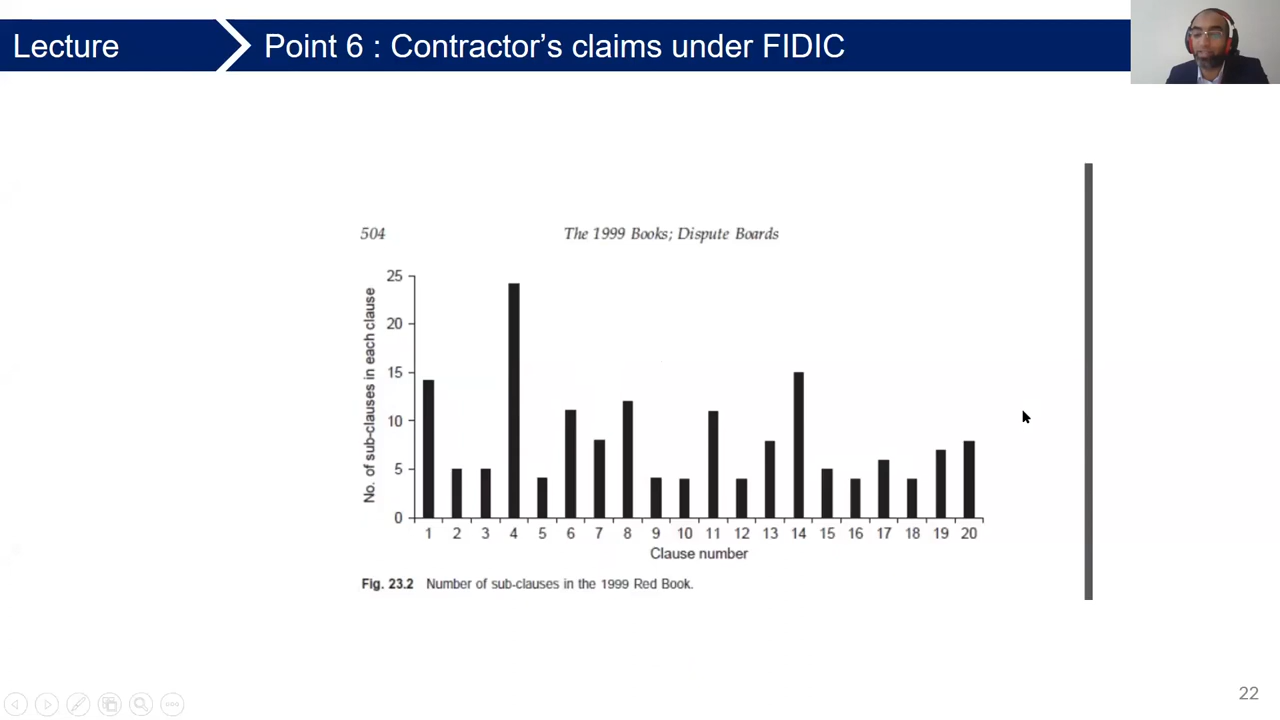 Lecture
Point 6 : Contractor's claims under FIDIC
504
The 1999 Books; Dispute Boards
No. of sub-clauses in each clause
25
20
15
10
5
0
1 2 3 4 5 6 7 8 9 10 11 12 13 14 15 16 17 18 19 20
Clause number
Fig. 23.2 Number of sub-clauses in the 1999 Red Book.
22